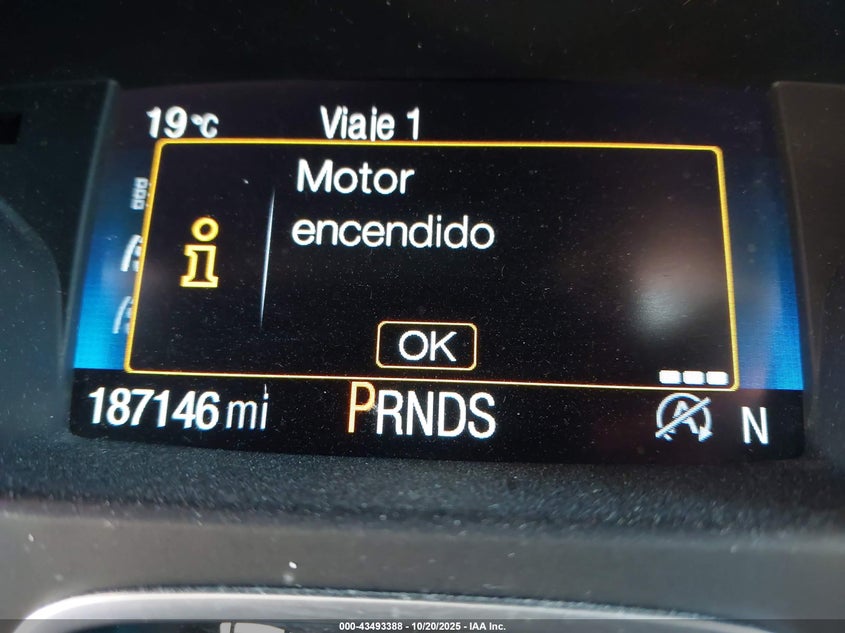 19°C Viaje 1
Motor
encendido
i
OK
187146 mi PRNDS A N
000-43493388 - 10/20/2025 - IAA Inc.